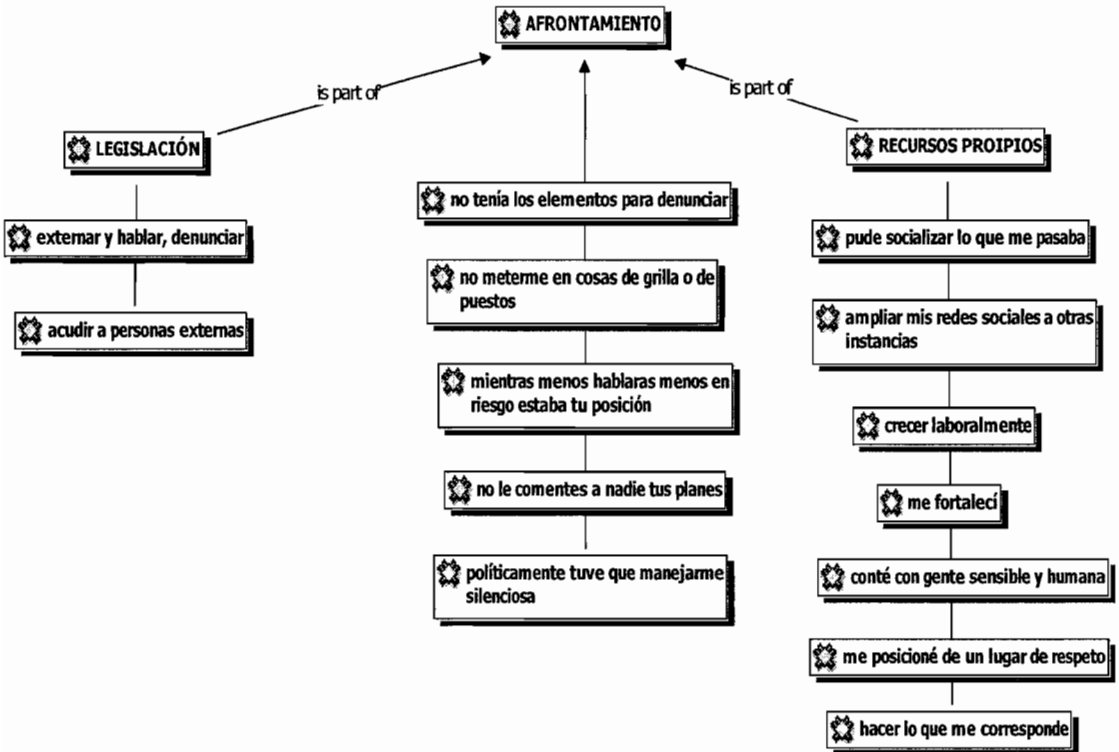 AFRONTAMIENTO
is part of
is part of
LEGISLACIÓN
externar y hablar, denunciar
acudir a personas externas
no tenía los elementos para denunciar
no meterme en cosas de grilla o de
puestos
mientras menos hablaras menos en
riesgo estaba tu posición
no le comentes a nadie tus planes
políticamente tuve que manejarme
silenciosa
RECURSOS PROIPIOS
pude socializar lo que me pasaba
ampliar mis redes sociales a otras
instancias
crecer laboralmente
me fortalecí
conté con gente sensible y humana
me posicioné de un lugar de respeto
hacer lo que me corresponde